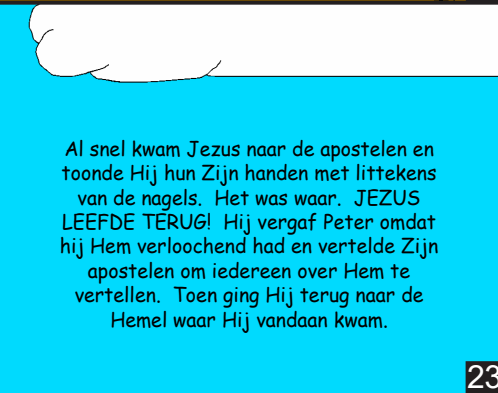 Al snel kwam Jezus naar de apostelen en
toonde Hij hun Zijn handen met littekens
van de nagels.  Het was waar.  JEZUS
LEEFDE TERUG!  Hij vergaf Peter omdat
hij Hem verloochend had en vertelde Zijn
apostelen om iedereen over Hem te
vertellen.  Toen ging Hij terug naar de
Hemel waar Hij vandaan kwam.
23